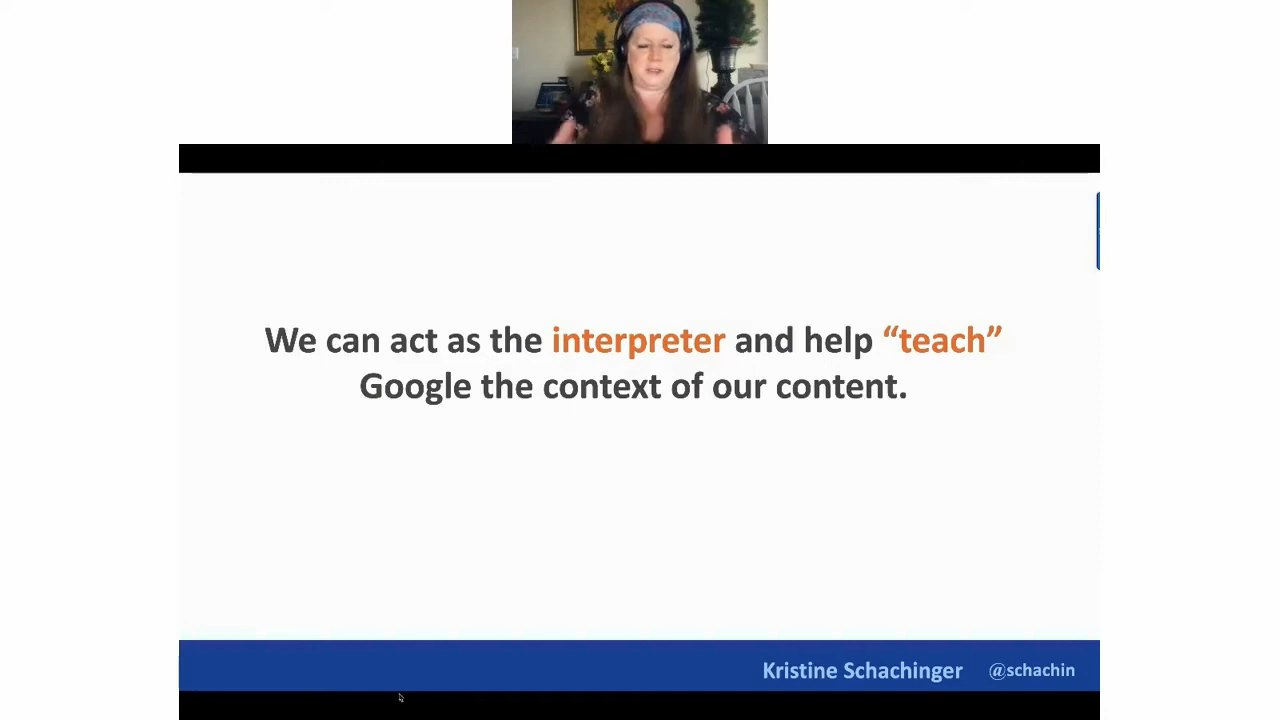 We can act as the interpreter and help “teach”
Google the context of our content.
Kristine Schachinger @schachin